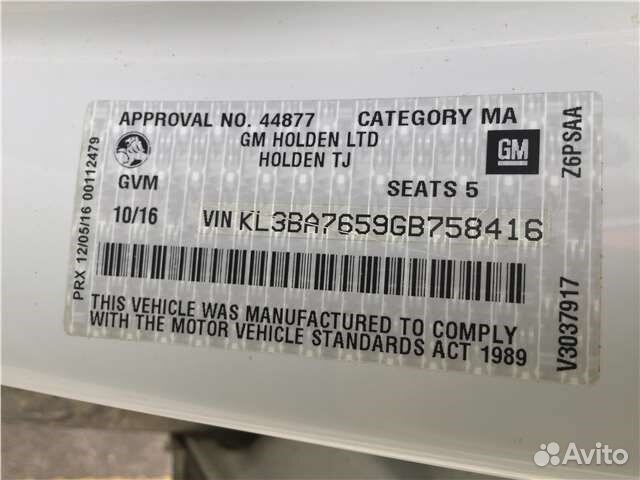 APPROVAL NO. 44877 CATEGORY MA
GM HOLDEN LTD
HOLDEN TJ
GM
GVM SEATS 5
10/16 VIN KL3BA7659GB758416
THIS VEHICLE WAS MANUFACTURED TO COMPLY
WITH THE MOTOR VEHICLE STANDARDS ACT 1989
PRX 12/05/16 00112479
Z6PSAA
V3037917
Avito